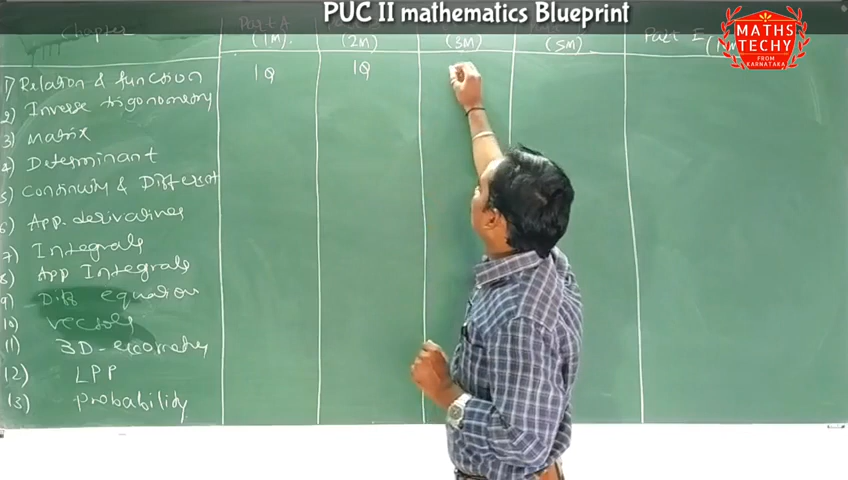 PUC II mathematics Blueprint
MATHS
TECHY
FROM
KARNATAKA
Chapter Part A Part E
(1M). (2M) (3M) (5M)
1) Relation & function 1Q 1Q
2) Inverse trigonometry
3) Matrix
4) Determinant
5) Continuity & Different
6) App. derivatives
7) Integrals
8) App Integrals
9) Diff equation
10) vectors
11) 3D-Geometry
12) LPP
13) probability